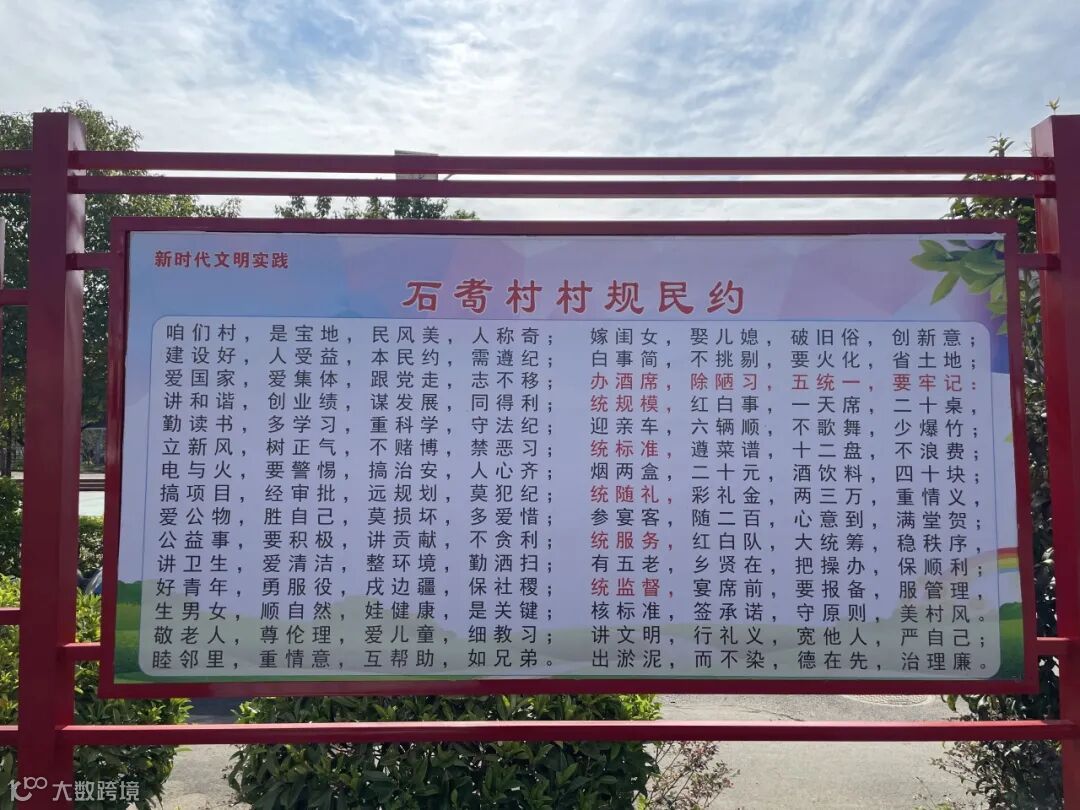 新时代文明实践
石砦村村规民约
咱们村，是宝地，民风美，人称奇；
建设好，人受益，本民约，需遵纪；
爱国家，爱集体，跟党走，志不移；
讲和谐，创业绩，谋发展，同得利；
勤读书，多学习，重科学，守法纪；
立新风，树正气，不赌博，禁恶习；
电与火，要警惕，搞治安，人心齐；
搞项目，经审批，远规划，莫犯纪；
爱公物，胜自己，莫损坏，多爱惜；
公益事，要积极，讲贡献，不贪利；
讲卫生，爱清洁，整环境，勤洒扫；
好青年，勇服役，戍边疆，保社稷；
生男女，顺自然，娃健康，是关键；
敬老人，尊伦理，爱儿童，细教习；
睦邻里，重情意，互帮助，如兄弟。
嫁闺女，娶儿媳，破旧俗，创新意；
白事简，不挑剔，要火化，省土地；
办酒席，除陋习，五统一，要牢记：
统规模，红白事，一天席，二十桌，
迎亲车，六辆顺，不歌舞，少爆竹；
统标准，遵菜谱，十二盘，不浪费；
烟两盒，二十元，酒饮料，四十块；
统随礼，彩礼金，两三万，重情义，
参宴客，随二百，心意到，满堂贺；
统服务，红白队，大统筹，稳秩序，
有五老，乡贤在，把操办，保顺利；
统监督，宴席前，要报备，服管理，
核标准，签承诺，守原则，美村风。
讲文明，行礼义，宽他人，严自己；
出淤泥，而不染，德在先，治理廉。
大数跨境